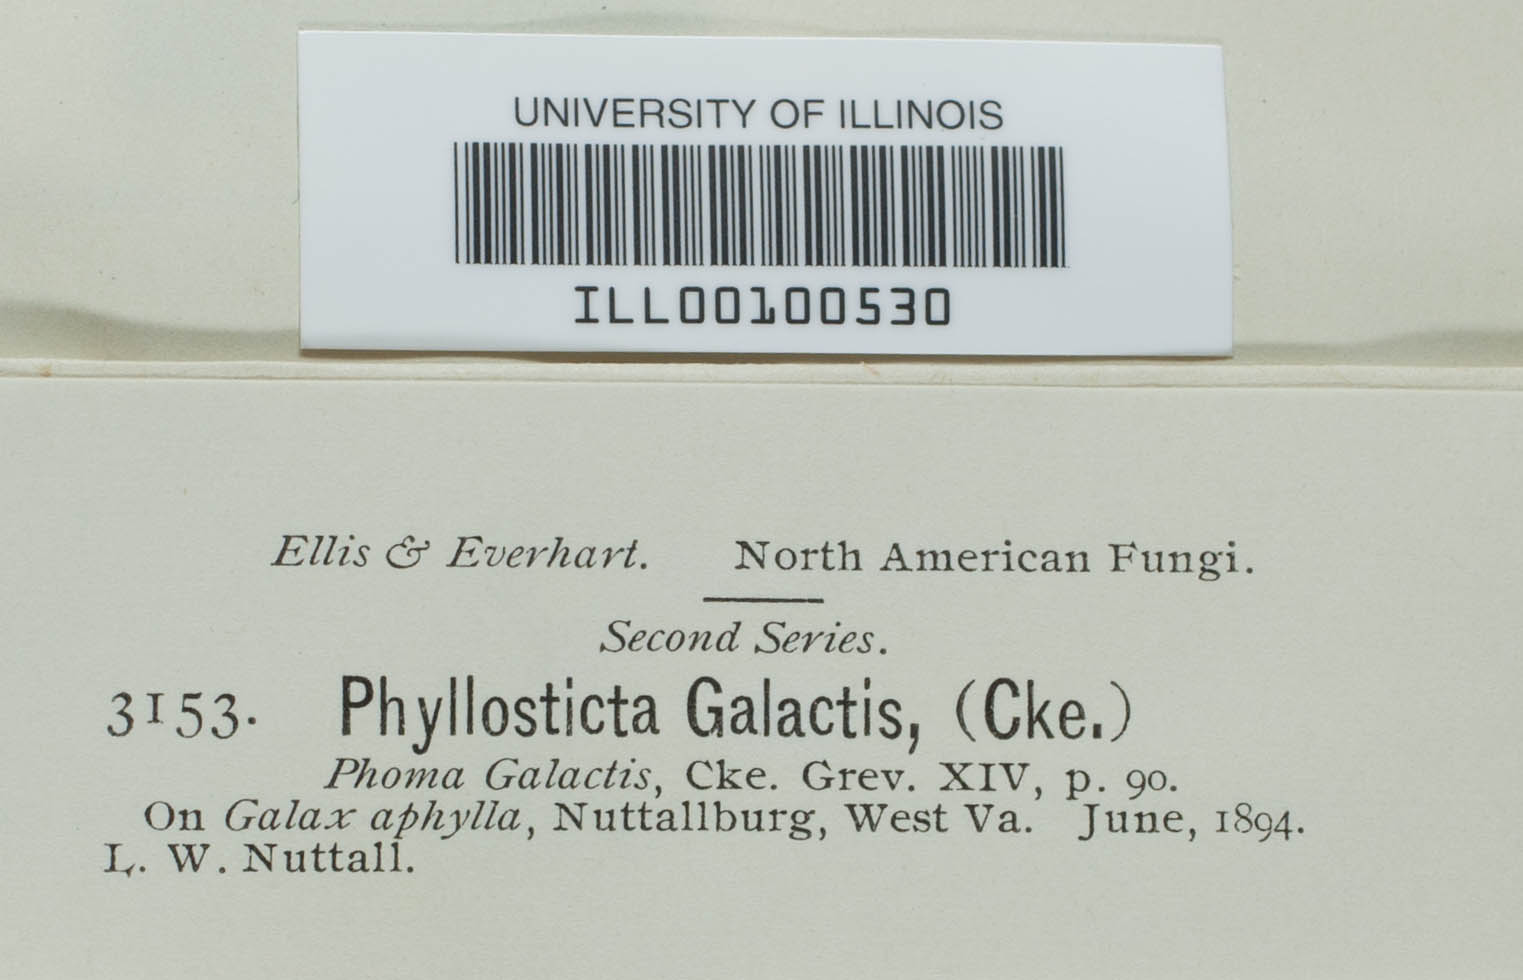 UNIVERSITY OF ILLINOIS
ILL00100530
Ellis & Everhart. North American Fungi.
Second Series.
3153. Phyllosticta Galactis, (Cke.)
Phoma Galactis, Cke. Grev. XIV, p. 90.
On Galax aphylla, Nuttallburg, West Va. June, 1894.
L. W. Nuttall.